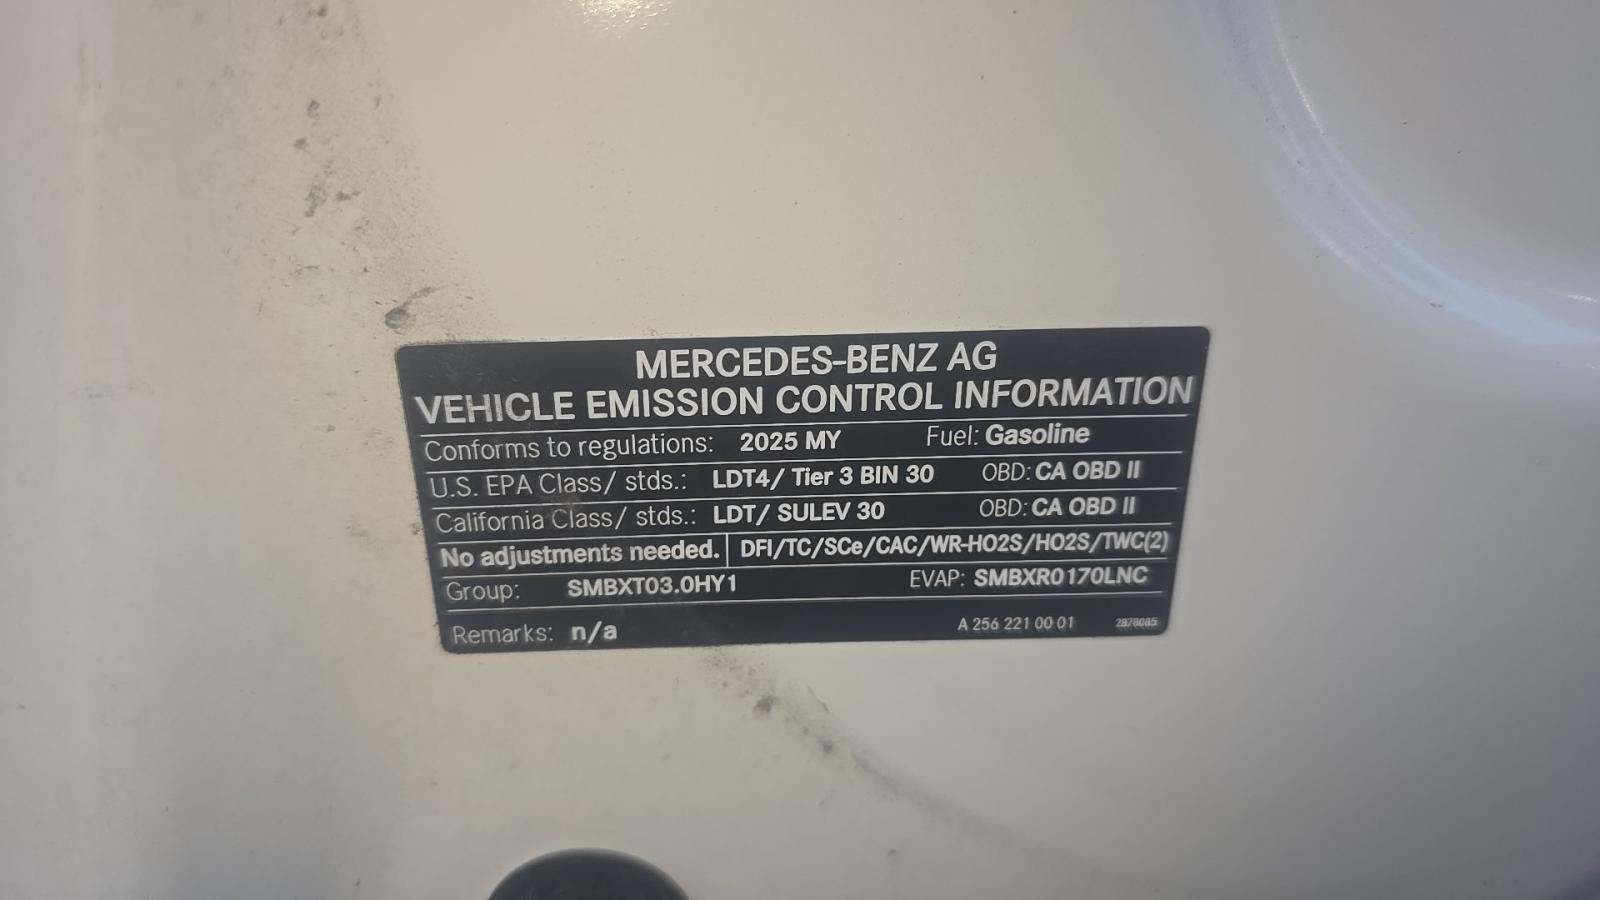 MERCEDES-BENZ AG
VEHICLE EMISSION CONTROL INFORMATION
Conforms to regulations: 2025 MY Fuel: Gasoline
U.S. EPA Class/ stds.: LDT4/ Tier 3 BIN 30 OBD: CA OBD II
California Class/ stds.: LDT/ SULEV 30 OBD: CA OBD II
No adjustments needed. DFI/TC/SCe/CAC/WR-HO2S/HO2S/TWC(2)
Group: SMBXT03.0HY1 EVAP: SMBXR0170LNC
Remarks: n/a A 256 221 00 01